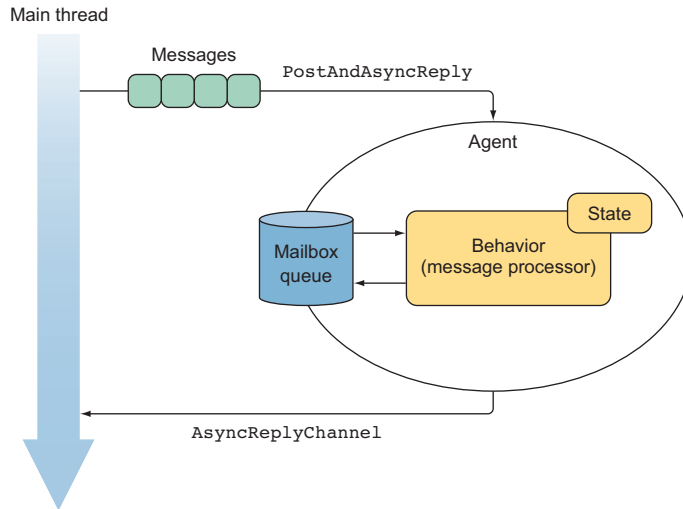 Main thread
Messages
PostAndAsyncReply
Agent
State
Mailbox
queue
Behavior
(message processor)
AsyncReplyChannel